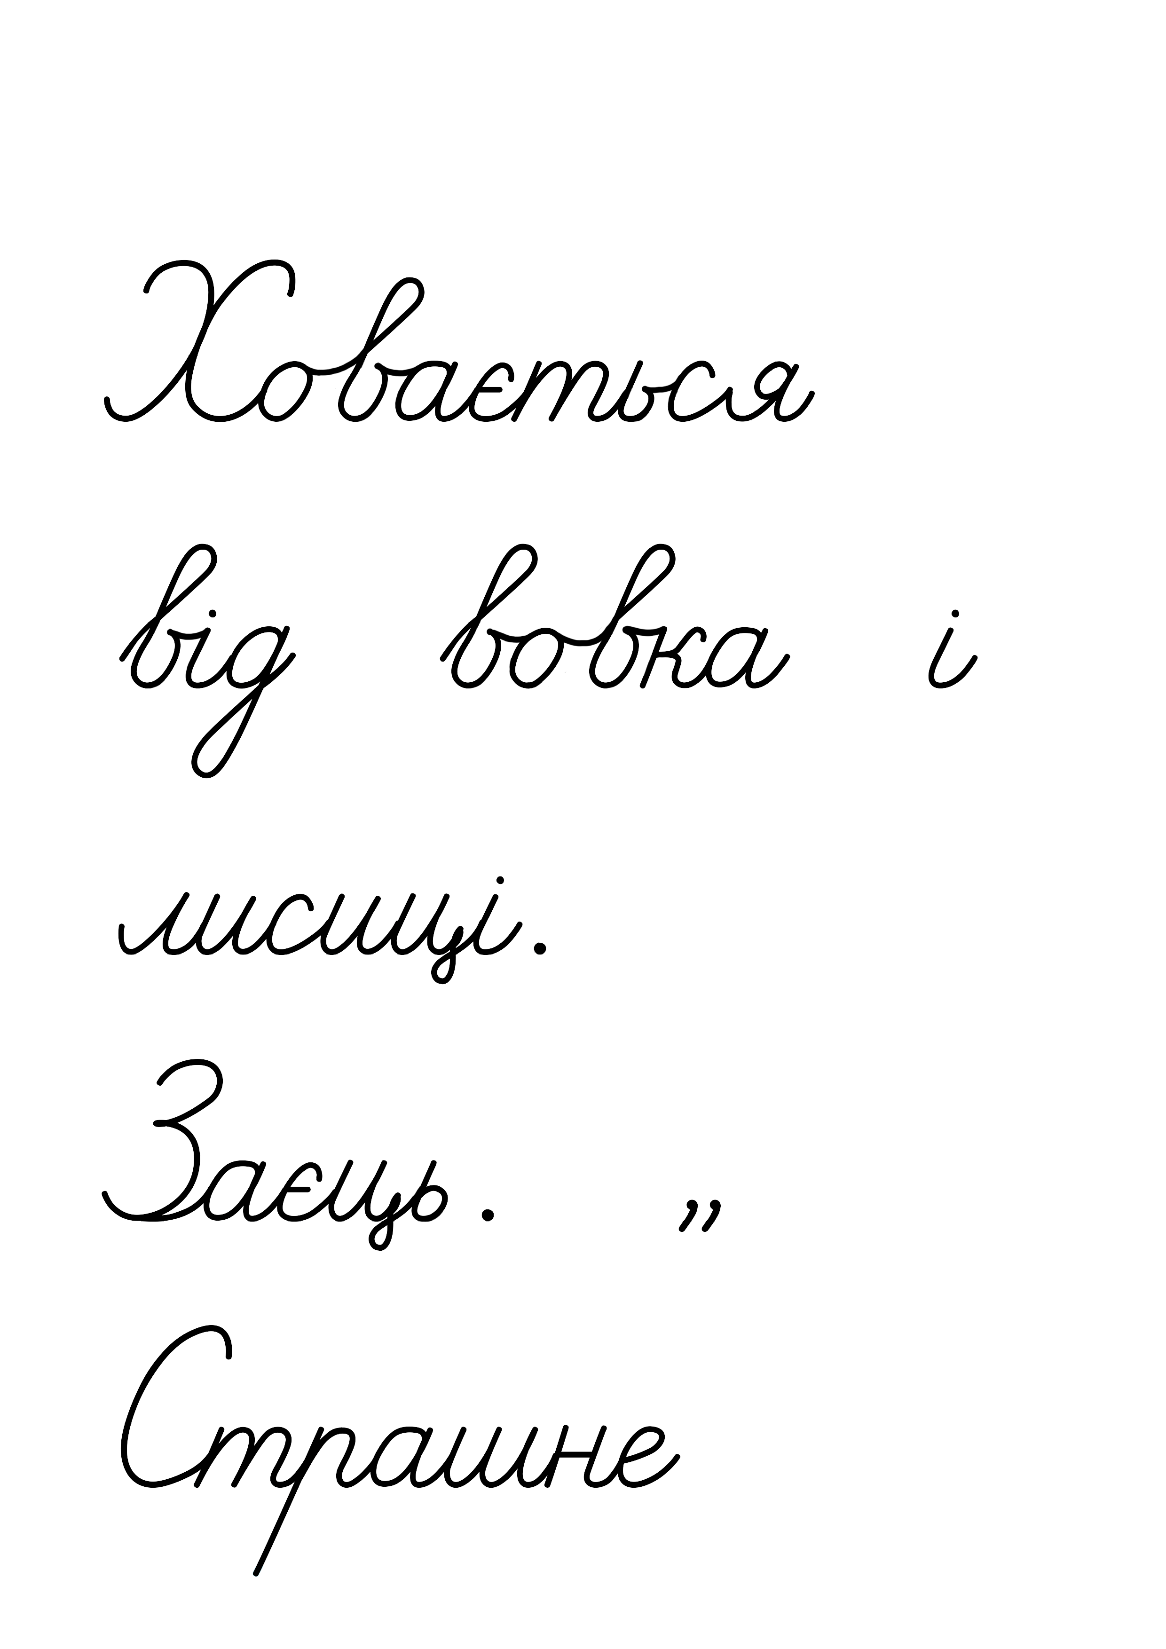 Ховається
від вовка і
лисиці.
Заєць. „
Страшне